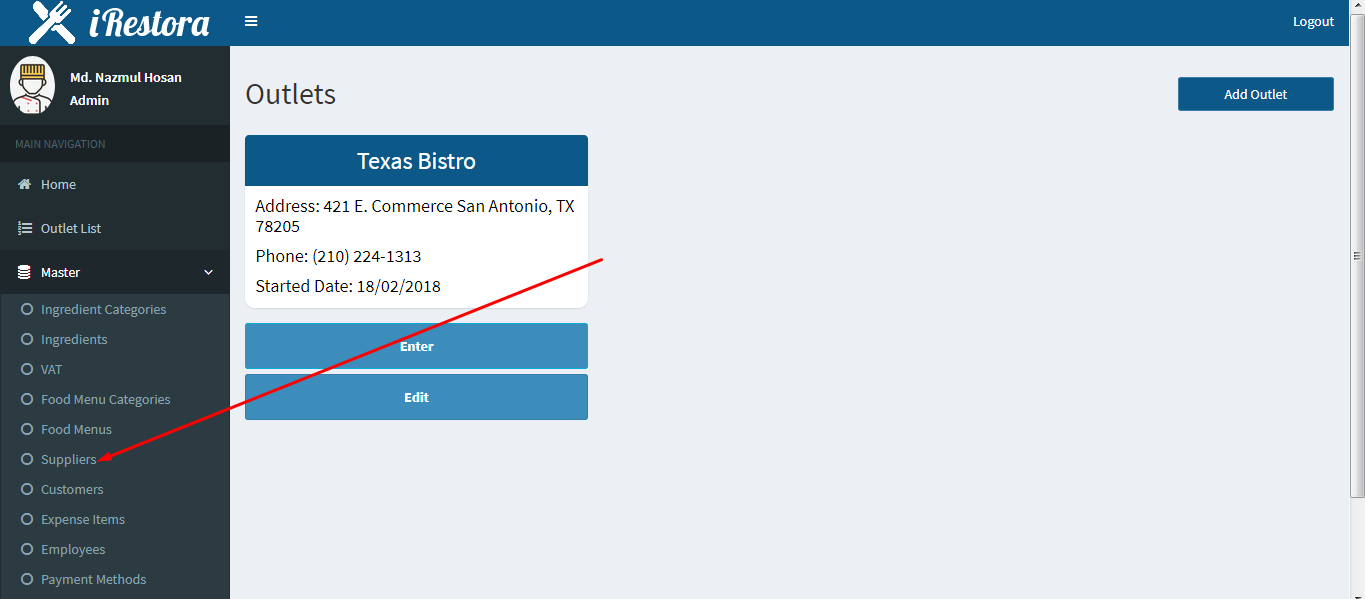 iRestora
Logout
Md. Nazmul Hosan
Admin
MAIN NAVIGATION
Home
Outlet List
Master
Ingredient Categories
Ingredients
VAT
Food Menu Categories
Food Menus
Suppliers
Customers
Expense Items
Employees
Payment Methods
Outlets
Add Outlet
Texas Bistro
Address: 421 E. Commerce San Antonio, TX
78205
Phone: (210) 224-1313
Started Date: 18/02/2018
Enter
Edit